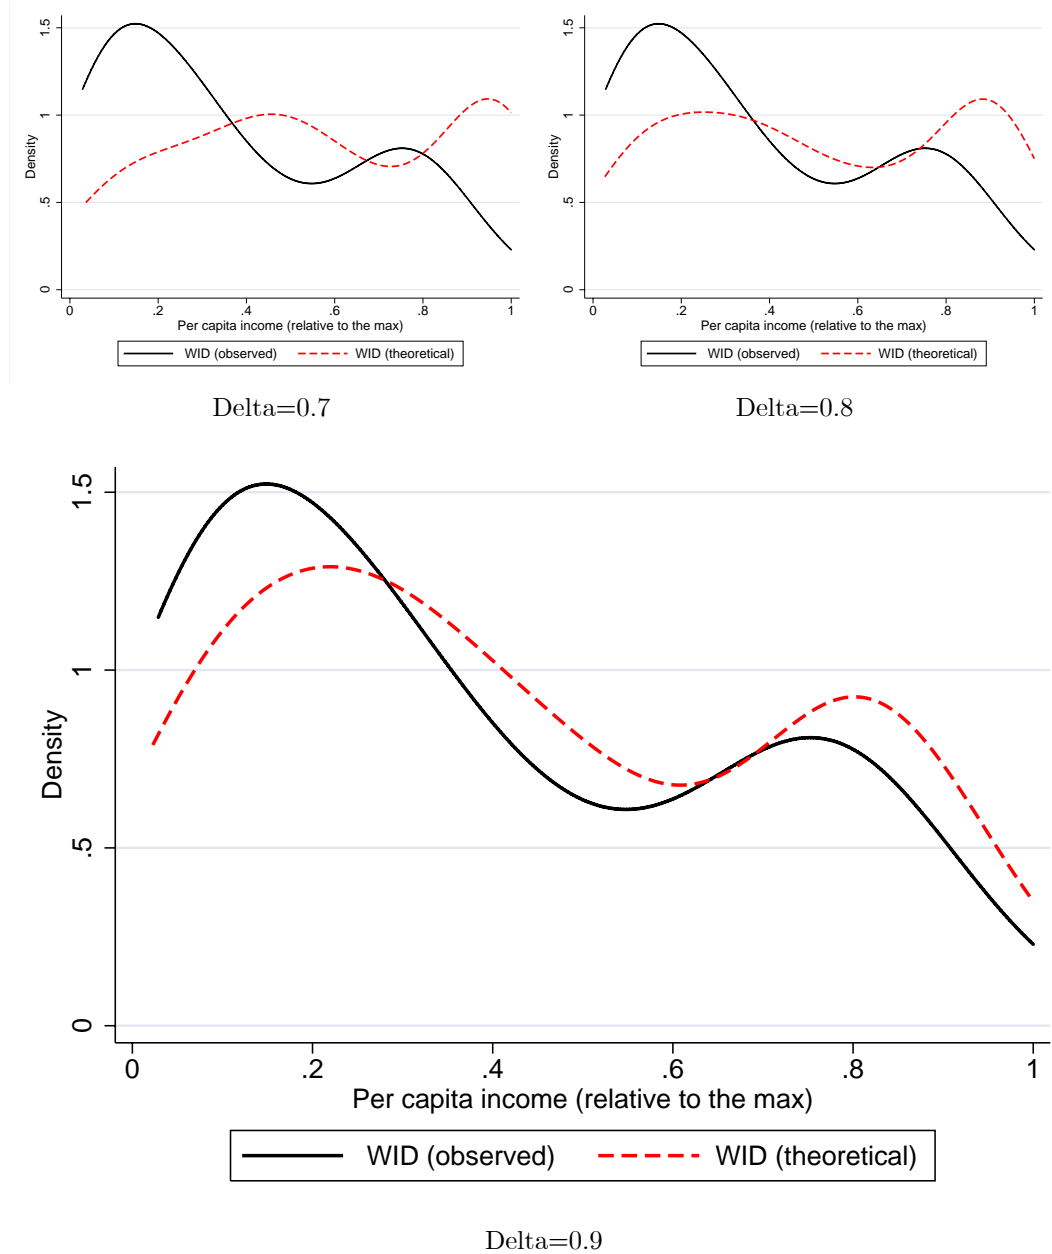 1.5
1
.5
0
Density
0 .2 .4 .6 .8 1
Per capita income (relative to the max)
WID (observed) WID (theoretical)
Delta=0.7
1.5
1
.5
0
Density
0 .2 .4 .6 .8 1
Per capita income (relative to the max)
WID (observed) WID (theoretical)
Delta=0.8
1.5
1
.5
0
Density
0 .2 .4 .6 .8 1
Per capita income (relative to the max)
WID (observed) WID (theoretical)
Delta=0.9